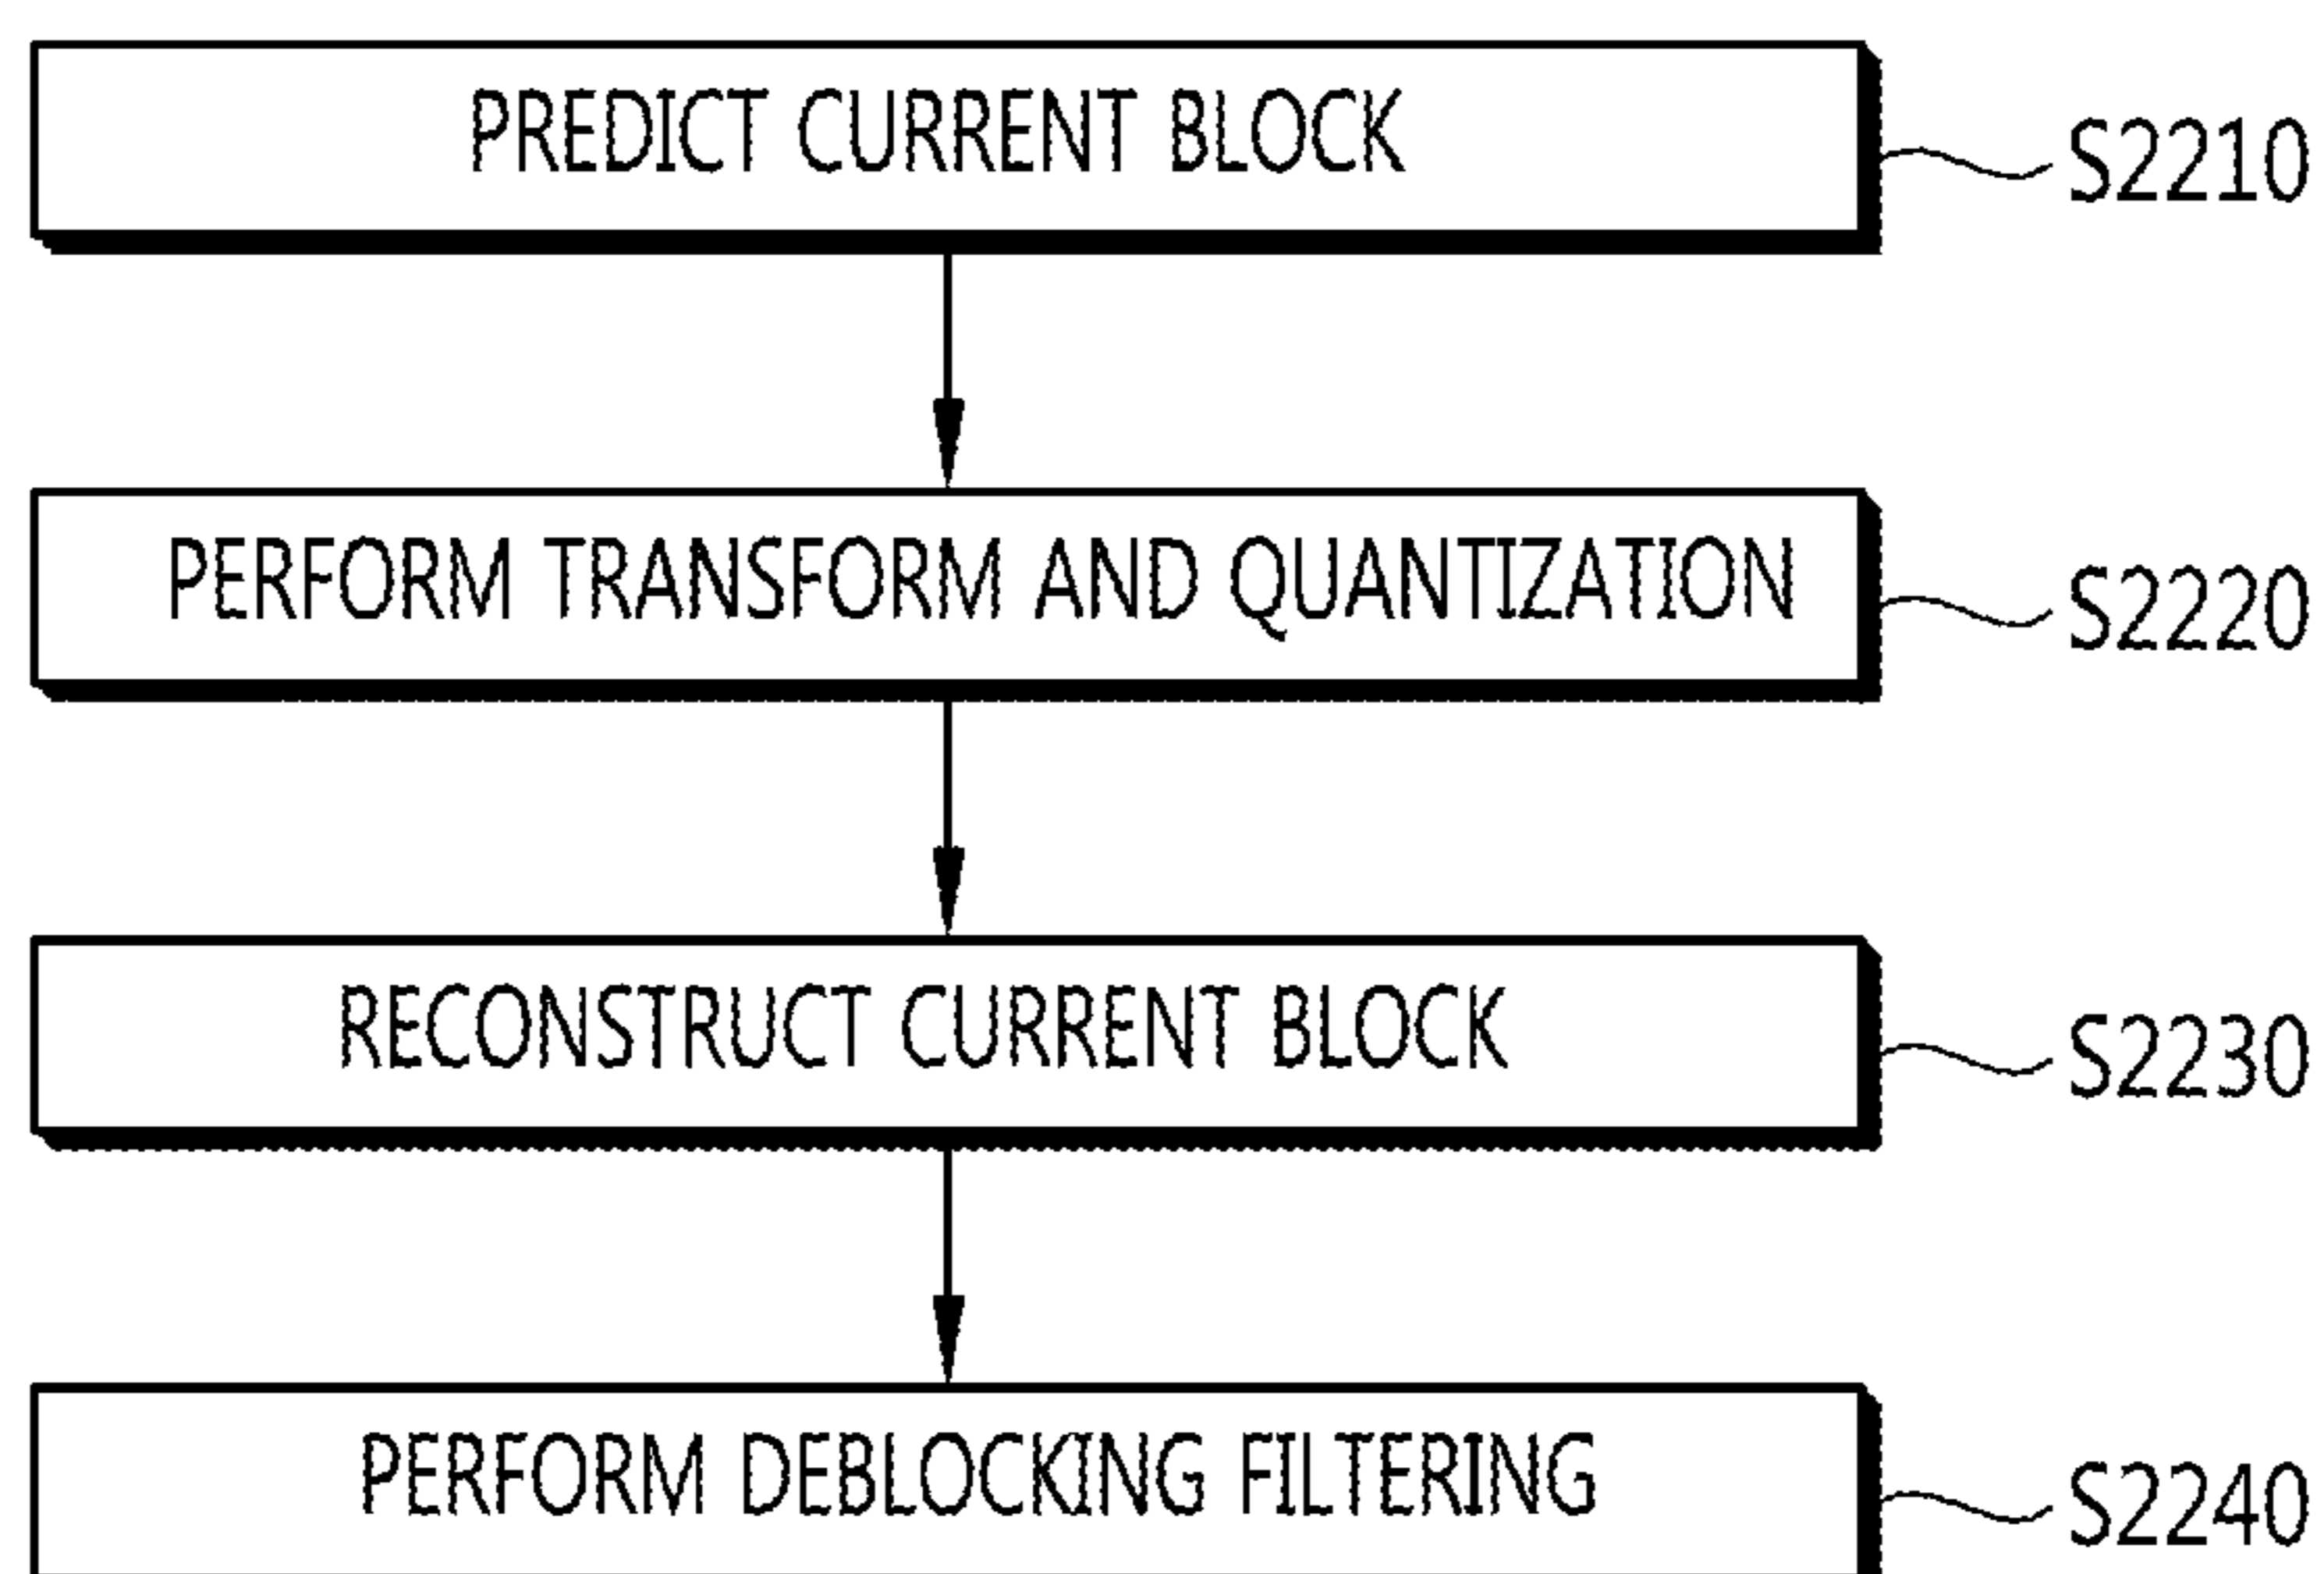 PREDICT CURRENT BLOCK
S2210
PERFORM TRANSFORM AND QUANTIZATION
S2220
RECONSTRUCT CURRENT BLOCK
S2230
PERFORM DEBLOCKING FILTERING
S2240